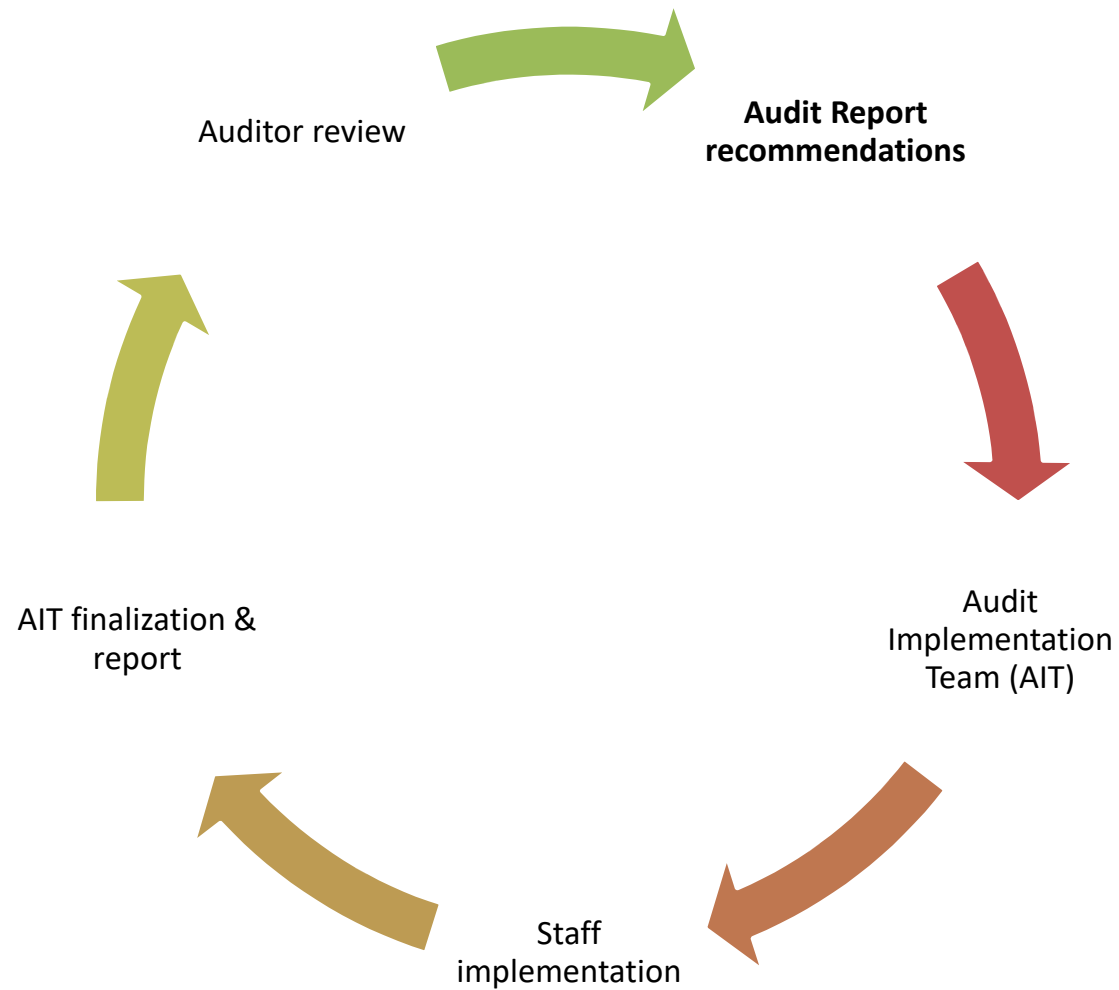 Auditor review
Audit Report
recommendations
Audit
Implementation
Team (AIT)
Staff
implementation
AIT finalization &
report